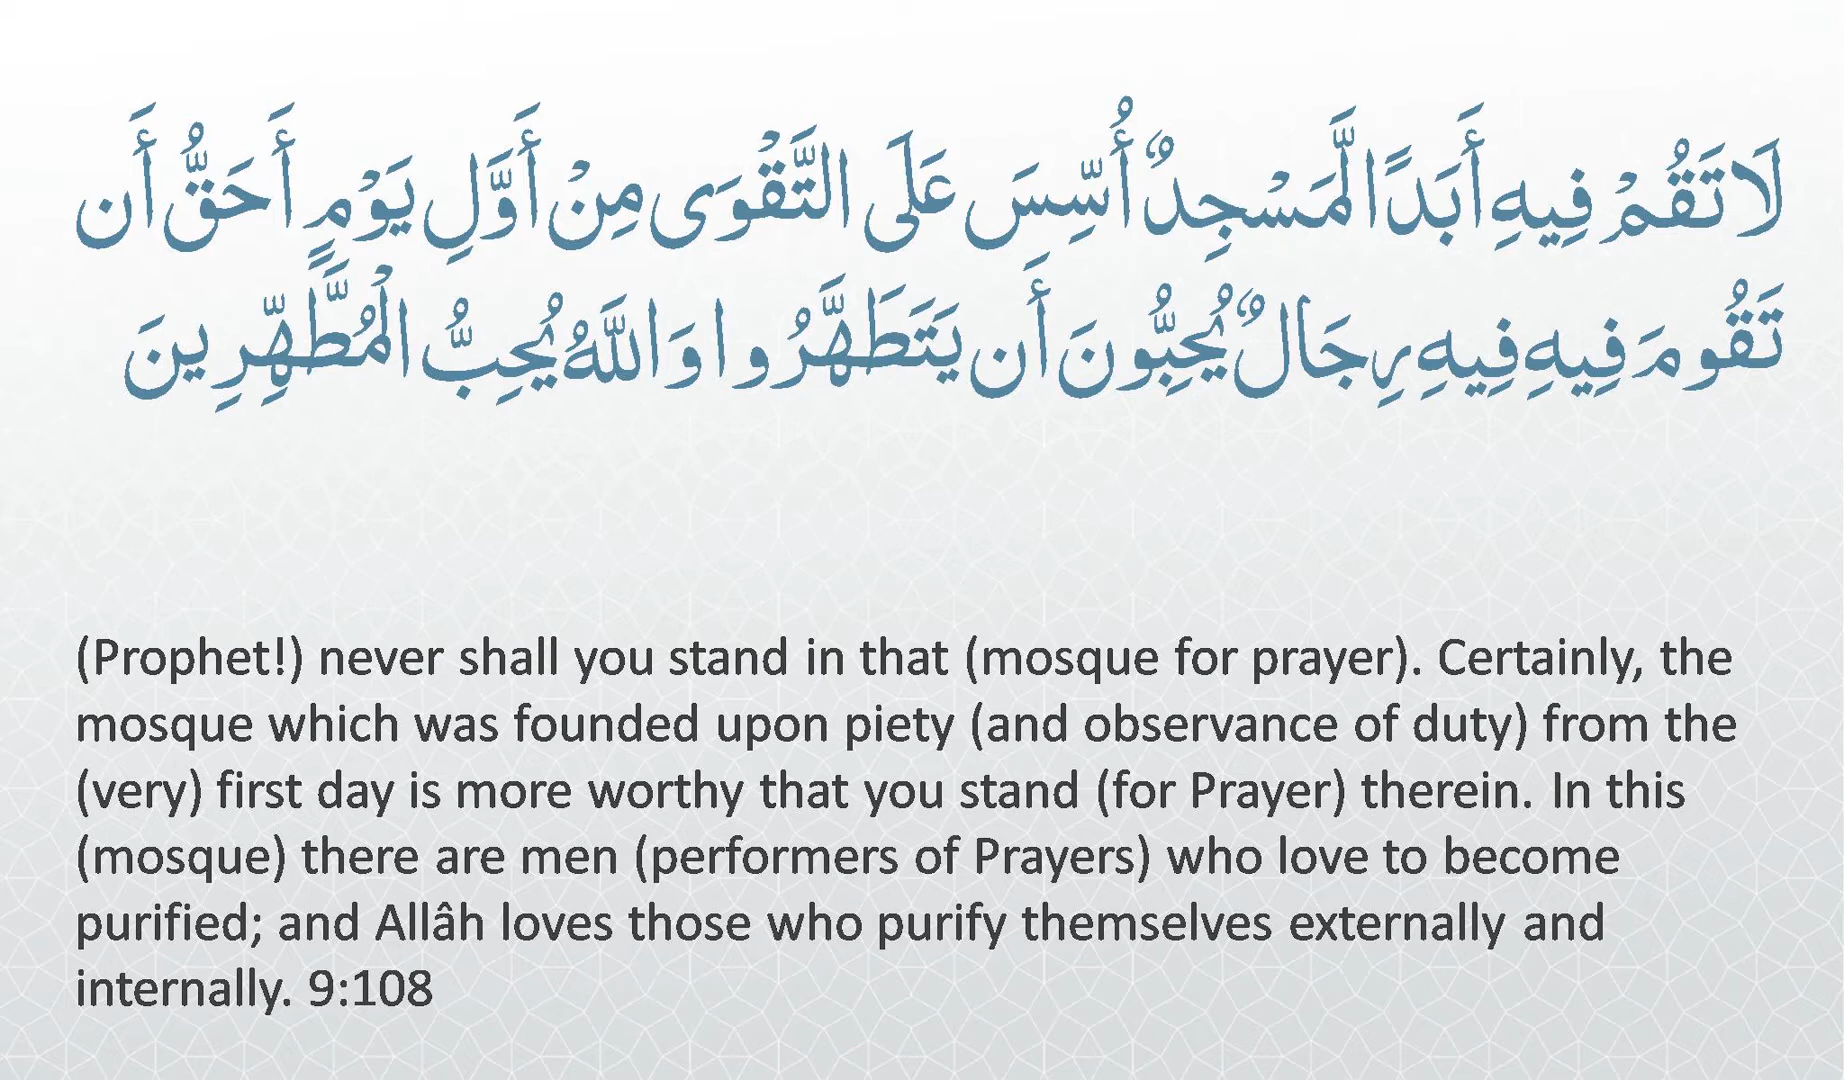 لَا تَقُمْ فِيهِ أَبَدًا لَّمَسْجِدٌ أُسِّسَ عَلَى التَّقْوَى مِنْ أَوَّلِ يَوْمٍ أَحَقُّ أَن
تَقُومَ فِيهِ فِيهِ رِجَالٌ يُحِبُّونَ أَن يَتَطَهَّرُوا وَاللَّهُ يُحِبُّ الْمُطَّهِّرِينَ
(Prophet!) never shall you stand in that (mosque for prayer). Certainly, the
mosque which was founded upon piety (and observance of duty) from the
(very) first day is more worthy that you stand (for Prayer) therein. In this
(mosque) there are men (performers of Prayers) who love to become
purified; and Allâh loves those who purify themselves externally and
internally. 9:108